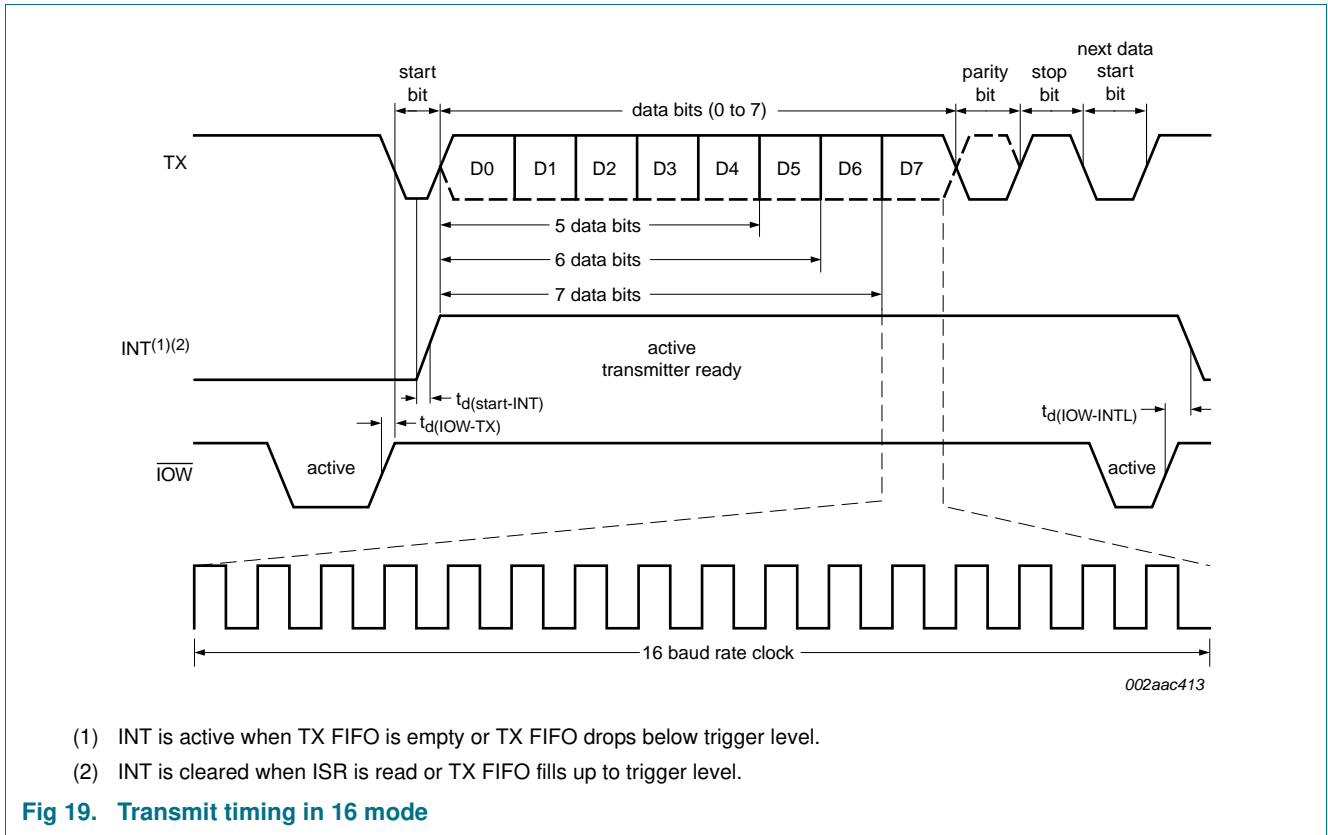 next data
start
bit
start
bit
data bits (0 to 7)
parity
bit
stop
bit
TX
D0 D1 D2 D3 D4 D5 D6 D7
5 data bits
6 data bits
7 data bits
INT(1)(2)
active
transmitter ready
td(start-INT)
td(IOW-TX)
td(IOW-INTL)
IOW
active
active
16 baud rate clock
002aac413
(1) INT is active when TX FIFO is empty or TX FIFO drops below trigger level.
(2) INT is cleared when ISR is read or TX FIFO fills up to trigger level.
Fig 19. Transmit timing in 16 mode